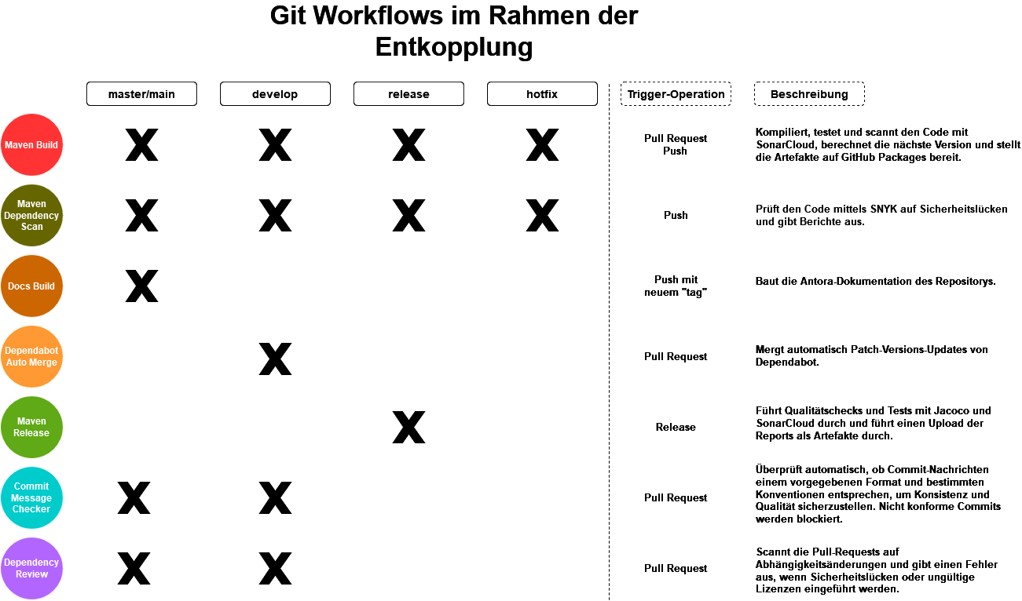 Git Workflows im Rahmen der
Entkopplung
master/main
develop
release
hotfix
Trigger-Operation
Beschreibung
Maven Build
X
X
X
X
Pull Request
Push
Kompiliert, testet und scannt den Code mit
SonarCloud, berechnet die nächste Version und stellt
die Artefakte auf GitHub Packages bereit.
Maven
Dependency
Scan
X
X
X
X
Push
Prüft den Code mittels SNYK auf Sicherheitslücken
und gibt Berichte aus.
Docs Build
X
Push mit
neuem "tag"
Baut die Antora-Dokumentation des Repositorys.
Dependabot
Auto Merge
X
Pull Request
Mergt automatisch Patch-Versions-Updates von
Dependabot.
Maven
Release
X
Release
Führt Qualitätschecks und Tests mit Jacoco und
SonarCloud durch und führt einen Upload der
Reports als Artefakte durch.
Commit
Message
Checker
X
X
Pull Request
Überprüft automatisch, ob Commit-Nachrichten
einem vorgegebenen Format und bestimmten
Konventionen entsprechen, um Konsistenz und
Qualität sicherzustellen. Nicht konforme Commits
werden blockiert.
Dependency
Review
X
X
Pull Request
Scannt die Pull-Requests auf
Abhängigkeitsänderungen und gibt einen Fehler
aus, wenn Sicherheitslücken oder ungültige
Lizenzen eingeführt werden.